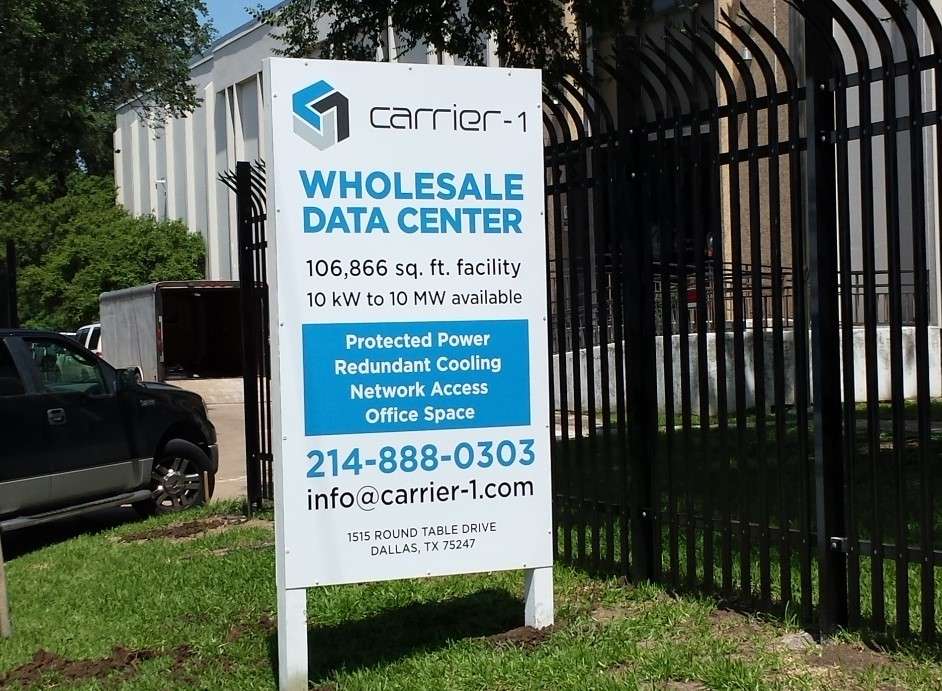 carrier-1
WHOLESALE
DATA CENTER
106,866 sq. ft. facility
10 kW to 10 MW available
Protected Power
Redundant Cooling
Network Access
Office Space
214-888-0303
info@carrier-1.com
1515 ROUND TABLE DRIVE
DALLAS, TX 75247